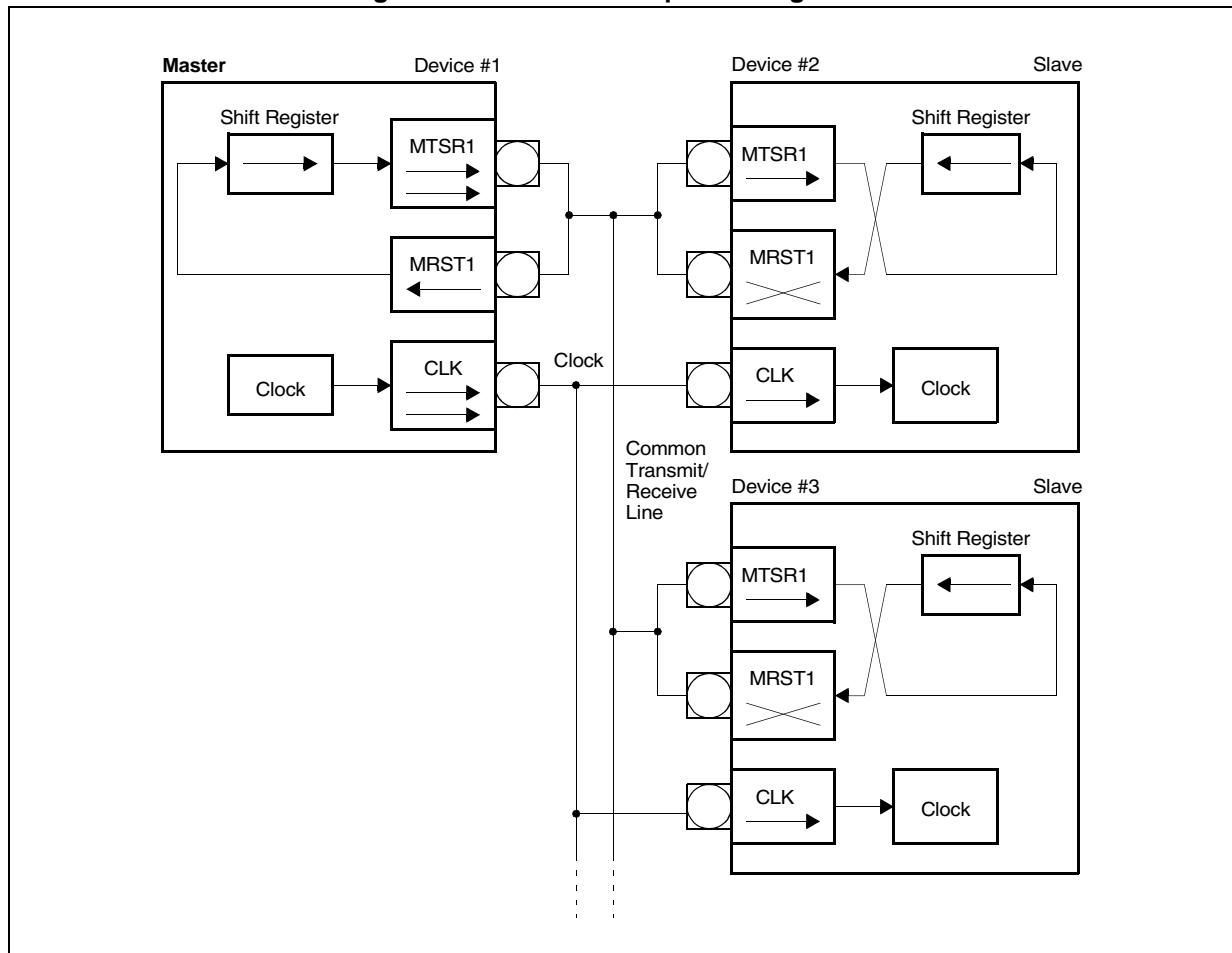 Master Device #1
Shift Register
MTSR1
MRST1
Clock
CLK
Clock
Common
Transmit/
Receive
Line
Device #2 Slave
MTSR1
Shift Register
MRST1
CLK
Clock
Device #3 Slave
MTSR1
Shift Register
MRST1
CLK
Clock